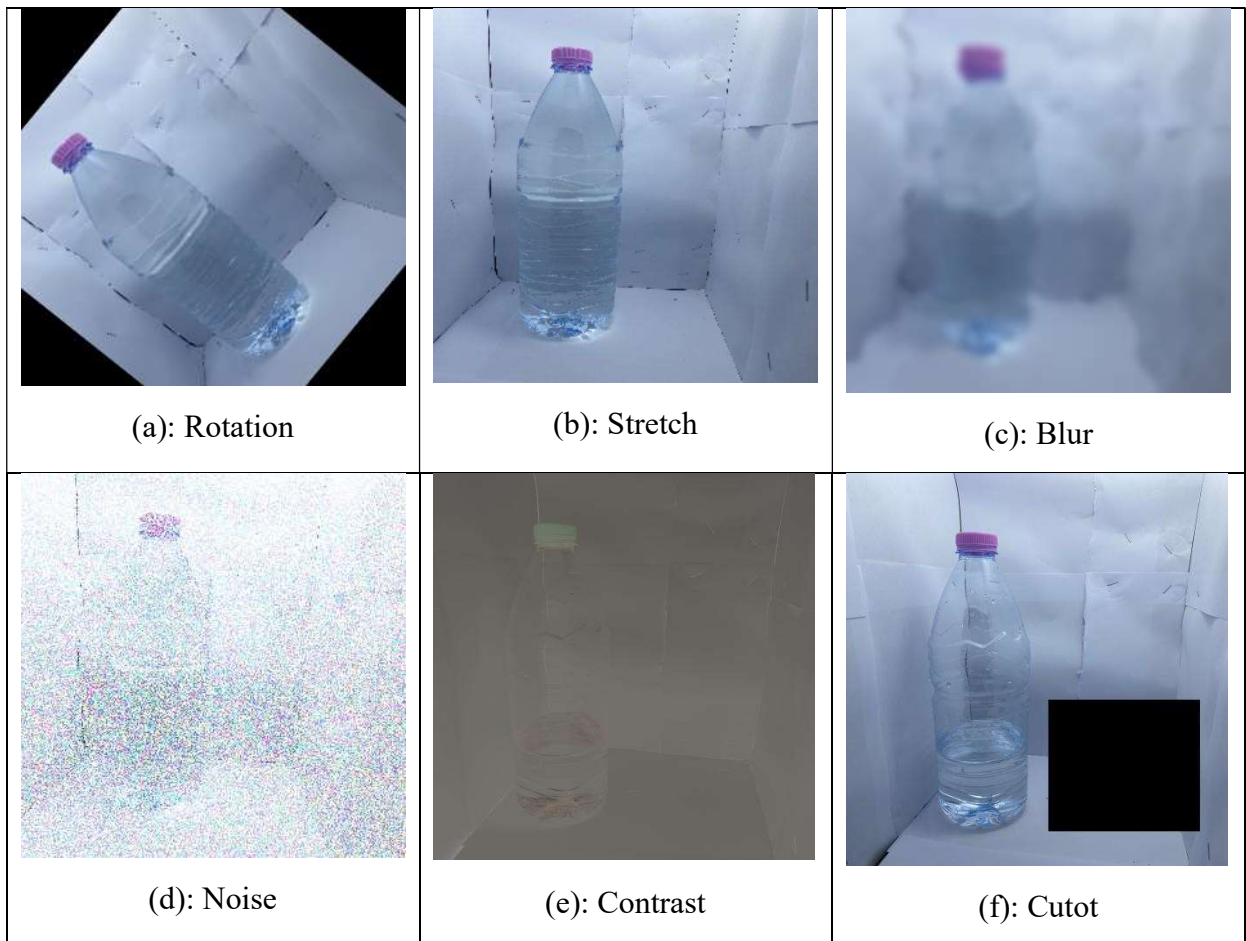 (a): Rotation
(b): Stretch
(c): Blur
(d): Noise
(e): Contrast
(f): Cutot